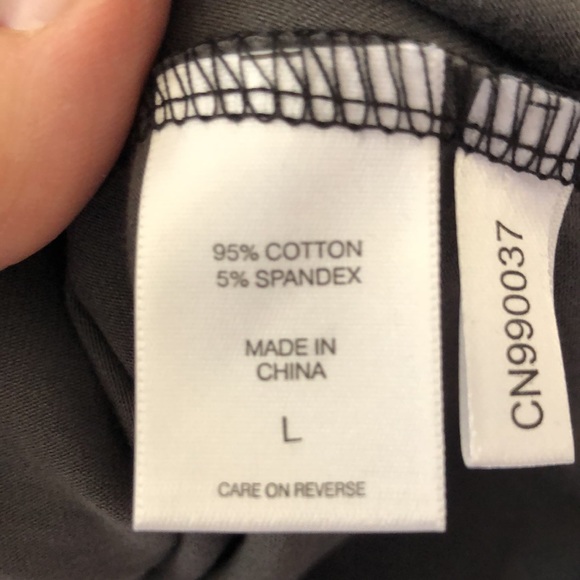 95% COTTON
5% SPANDEX
MADE IN
CHINA
L
CARE ON REVERSE
CN990037